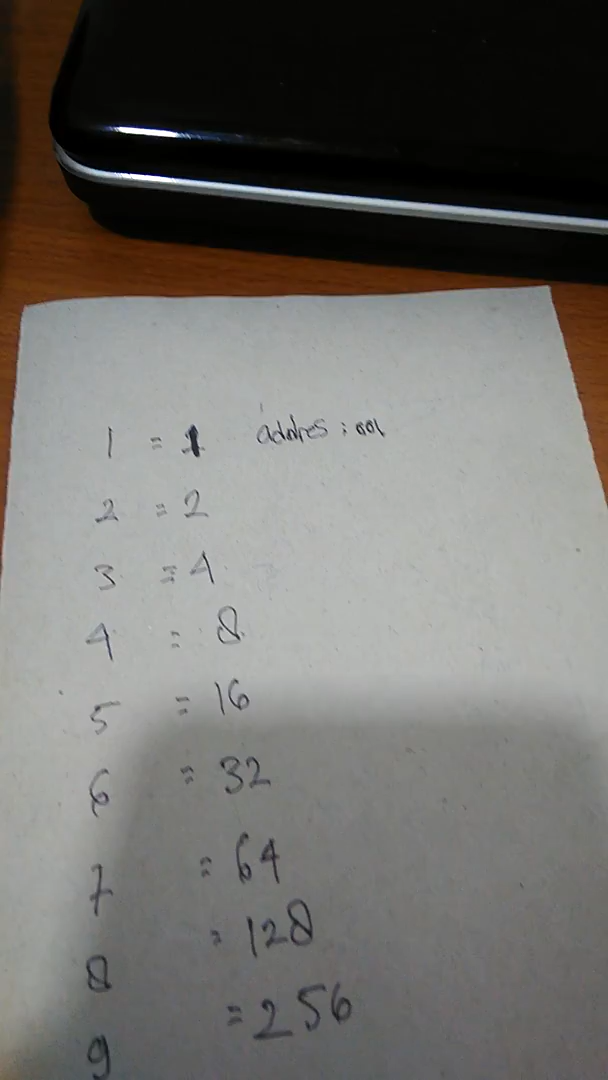 1 = 1 addres : 001
2 = 2
3 = 4
4 = 8
5 = 16
6 = 32
7 = 64
8 = 128
9 = 256